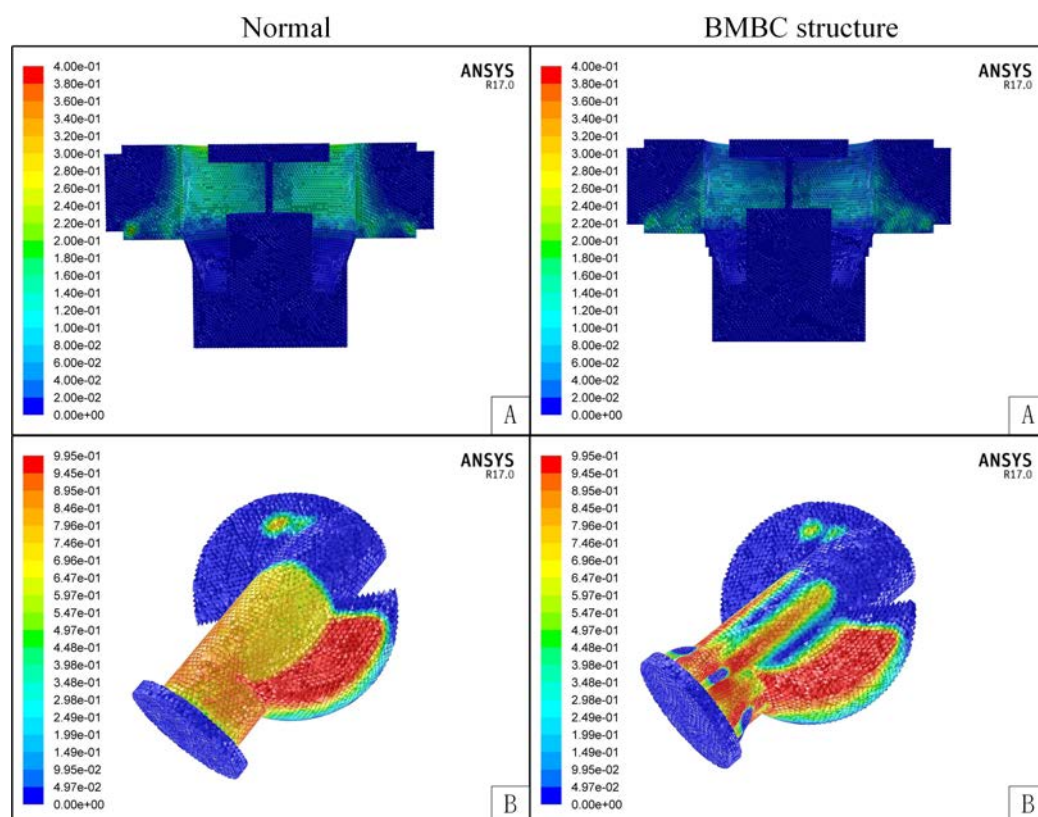 Normal
BMBC structure
4.00e-01
3.80e-01
3.60e-01
3.40e-01
3.20e-01
3.00e-01
2.80e-01
2.60e-01
2.40e-01
2.20e-01
2.00e-01
1.80e-01
1.60e-01
1.40e-01
1.20e-01
1.00e-01
8.00e-02
6.00e-02
4.00e-02
2.00e-02
0.00e+00
ANSYS
R17.0
A
4.00e-01
3.80e-01
3.60e-01
3.40e-01
3.20e-01
3.00e-01
2.80e-01
2.60e-01
2.40e-01
2.20e-01
2.00e-01
1.80e-01
1.60e-01
1.40e-01
1.20e-01
1.00e-01
8.00e-02
6.00e-02
4.00e-02
2.00e-02
0.00e+00
ANSYS
R17.0
A
9.95e-01
9.45e-01
8.95e-01
8.46e-01
7.96e-01
7.46e-01
6.96e-01
6.47e-01
5.97e-01
5.47e-01
4.97e-01
4.48e-01
3.98e-01
3.48e-01
2.98e-01
2.49e-01
1.99e-01
1.49e-01
9.95e-02
4.97e-02
0.00e+00
ANSYS
R17.0
B
9.95e-01
9.45e-01
8.95e-01
8.46e-01
7.96e-01
7.46e-01
6.96e-01
6.47e-01
5.97e-01
5.47e-01
4.97e-01
4.48e-01
3.98e-01
3.48e-01
2.98e-01
2.49e-01
1.99e-01
1.49e-01
9.95e-02
4.97e-02
0.00e+00
ANSYS
R17.0
B